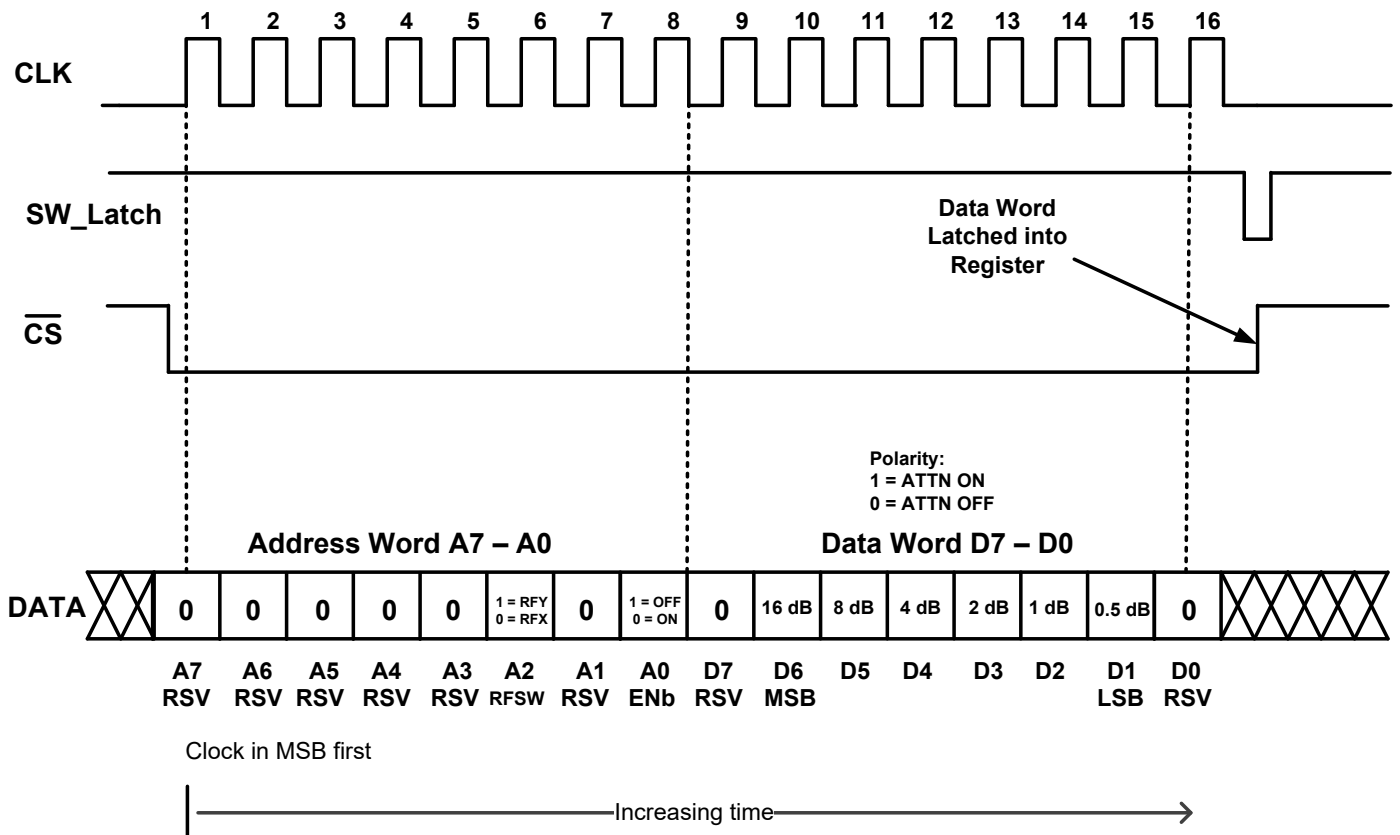 1 2 3 4 5 6 7 8 9 10 11 12 13 14 15 16
CLK
SW_Latch
Data Word
Latched into
Register
CS
Polarity:
1 = ATTN ON
0 = ATTN OFF
Address Word A7 – A0
Data Word D7 – D0
DATA
0 0 0 0 0
1 = RFY
0 = RFX
0
1 = OFF
0 = ON
0 16 dB 8 dB 4 dB 2 dB 1 dB 0.5 dB 0
A7 A6 A5 A4 A3 A2 A1 A0 D7 D6 D5 D4 D3 D2 D1 D0
RSV RSV RSV RSV RSV RFSW RSV ENb RSV MSB LSB RSV
Clock in MSB first
Increasing time